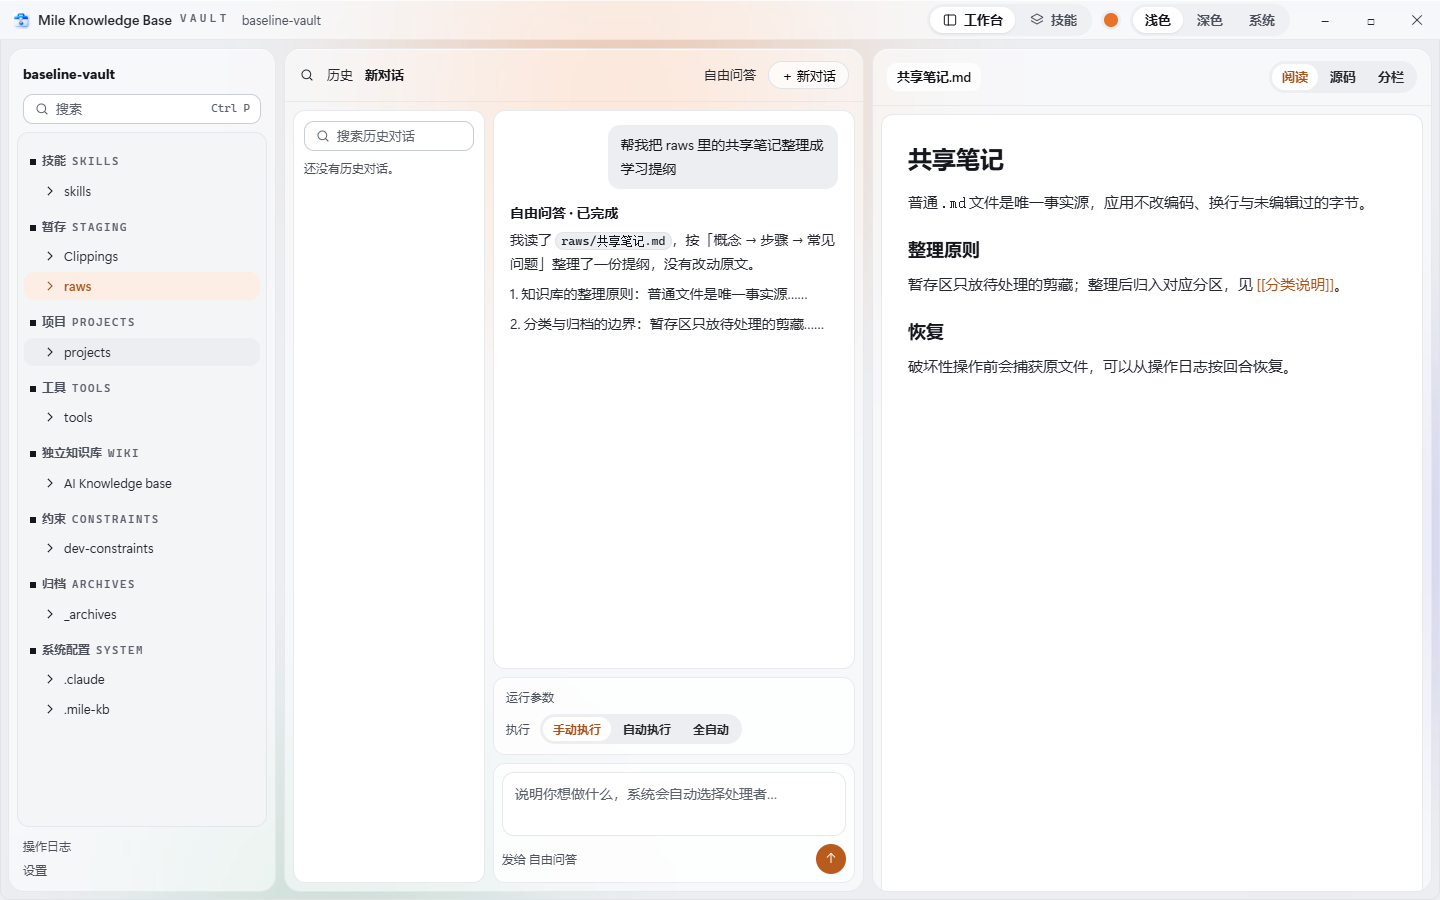 Mile Knowledge Base VAULT baseline-vault
工作台 技能 浅色 深色 系统
baseline-vault
搜索 Ctrl P
技能 SKILLS
skills
暂存 STAGING
Clippings
raws
项目 PROJECTS
projects
工具 TOOLS
tools
独立知识库 WIKI
AI Knowledge base
约束 CONSTRAINTS
dev-constraints
归档 ARCHIVES
_archives
系统配置 SYSTEM
.claude
.mile-kb
操作日志
设置
历史 新对话 自由问答 + 新对话
搜索历史对话
还没有历史对话。
帮我把 raws 里的共享笔记整理成
学习提纲
自由问答 · 已完成
我读了 raws/共享笔记.md，按「概念 → 步骤 → 常见
问题」整理了一份提纲，没有改动原文。
1. 知识库的整理原则：普通文件是唯一事实源……
2. 分类与归档的边界：暂存区只放待处理的剪藏……
运行参数
执行 手动执行 自动执行 全自动
说明你想做什么，系统会自动选择处理者...
发给 自由问答
共享笔记.md 阅读 源码 分栏
共享笔记
普通 .md 文件是唯一事实源，应用不改编码、换行与未编辑过的字节。
整理原则
暂存区只放待处理的剪藏；整理后归入对应分区，见 [[分类说明]]。
恢复
破坏性操作前会捕获原文件，可以从操作日志按回合恢复。